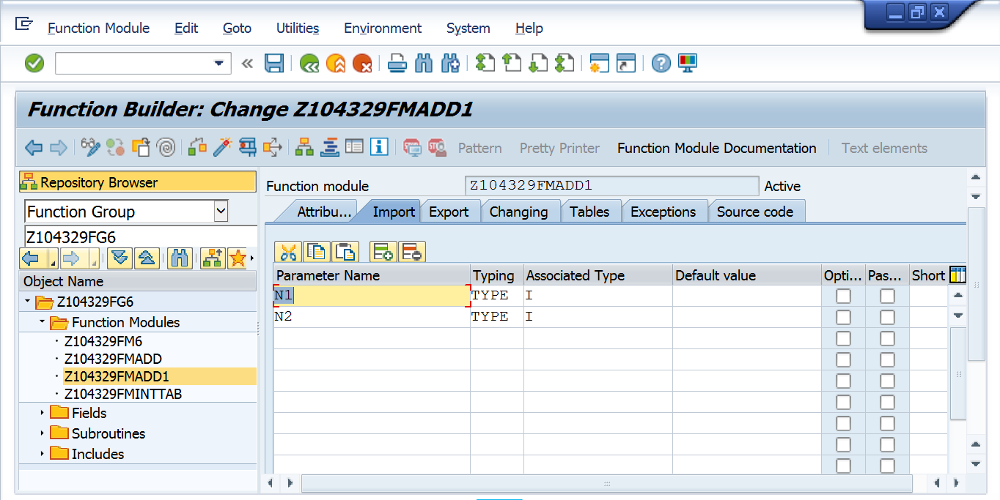 Function Module Edit Goto Utilities Environment System Help
Function Builder: Change Z104329FMADD1
Pattern Pretty Printer Function Module Documentation Text elements
Repository Browser
Function Group
Z104329FG6
Object Name
Z104329FG6
Function Modules
Z104329FM6
Z104329FMADD
Z104329FMADD1
Z104329FMINTTAB
Fields
Subroutines
Includes
Function module Z104329FMADD1 Active
Attribu... Import Export Changing Tables Exceptions Source code
Parameter Name Typing Associated Type Default value Opti... Pas... Short
N1 TYPE I
N2 TYPE I